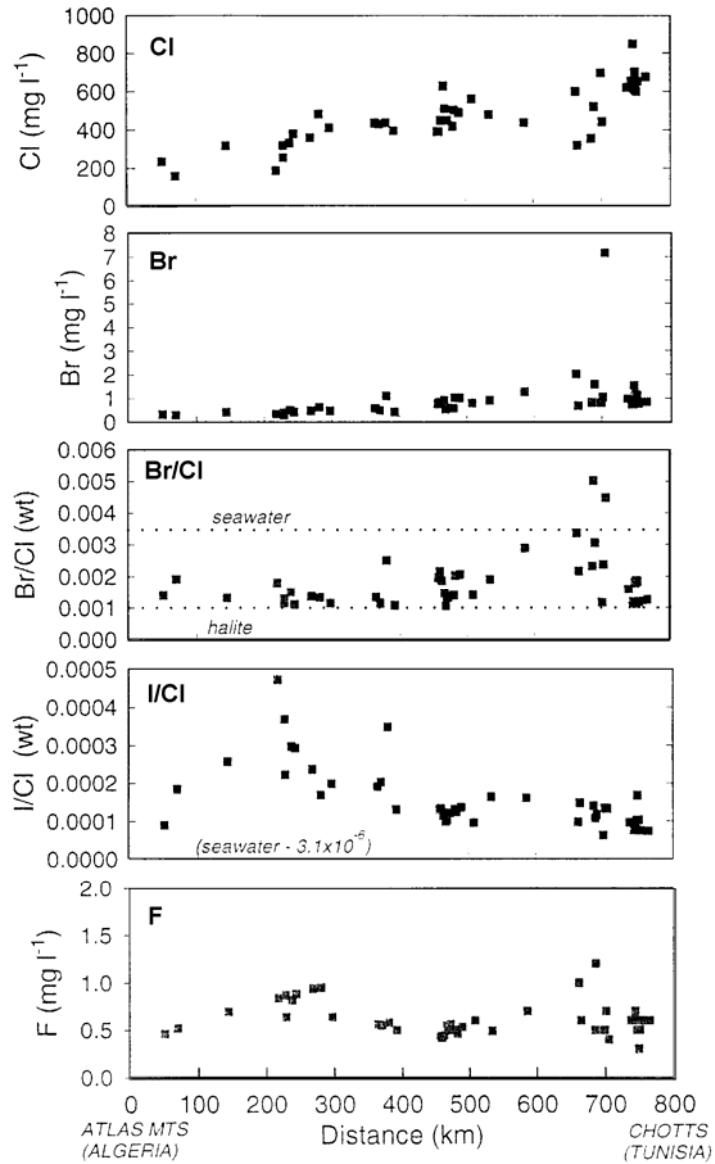 Cl
Cl (mg l⁻¹)
1000
800
600
400
200
0
Br
Br (mg l⁻¹)
8
7
6
5
4
3
2
1
0
Br/Cl
Br/Cl (wt)
0.006
0.005
seawater
0.003
0.002
0.001
0.000
halite
I/Cl
I/Cl (wt)
0.0005
0.0004
0.0003
0.0002
0.0001
0.0000
(seawater - 3.1x10⁻⁶)
F
F (mg l⁻¹)
2.0
1.5
1.0
0.5
0.0
0 100 200 300 400 500 600 700 800
ATLAS MTS
(ALGERIA)
Distance (km)
CHOTTS
(TUNISIA)